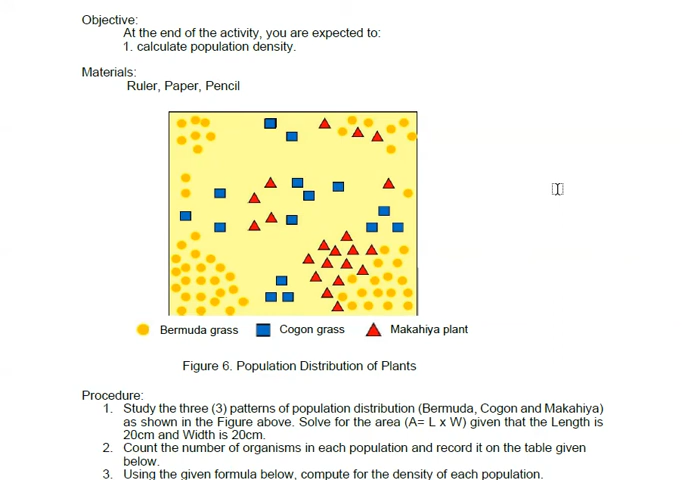 Objective:
At the end of the activity, you are expected to:
1. calculate population density.
Materials:
Ruler, Paper, Pencil
Bermuda grass Cogon grass Makahiya plant
Figure 6. Population Distribution of Plants
Procedure:
1. Study the three (3) patterns of population distribution (Bermuda, Cogon and Makahiya)
as shown in the Figure above. Solve for the area (A= L x W) given that the Length is
20cm and Width is 20cm.
2. Count the number of organisms in each population and record it on the table given
below.
3. Using the given formula below, compute for the density of each population.